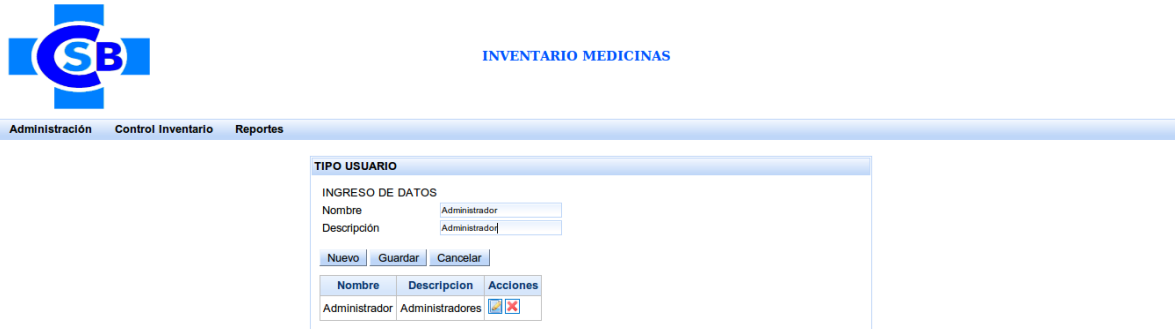 CSB
INVENTARIO MEDICINAS
Administración Control Inventario Reportes
TIPO USUARIO
INGRESO DE DATOS
Nombre Administrador
Descripción Administrador
Nuevo Guardar Cancelar
Nombre Descripcion Acciones
Administrador Administradores